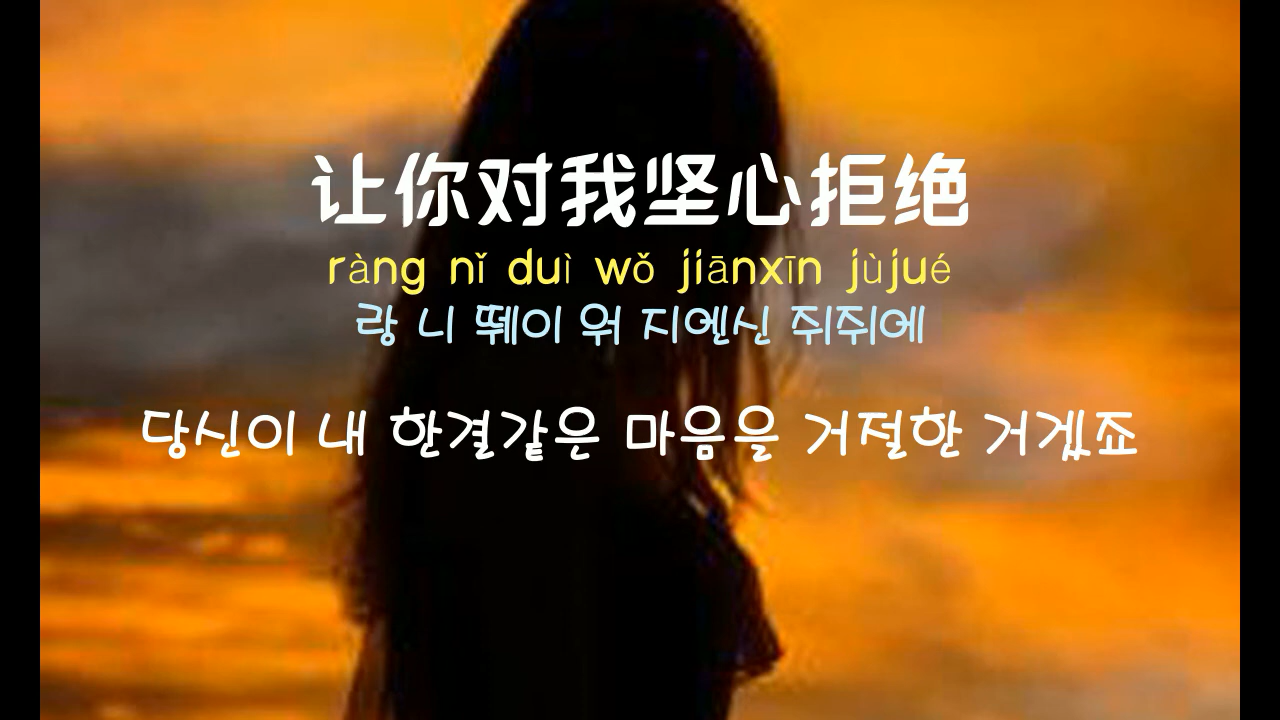 让你对我坚心拒绝
ràng nǐ duì wǒ jiānxīn jùjué
랑 니 뛔이 워 지엔신 쥐쥐에
당신이 내 한결같은 마음을 거절한 거겠죠